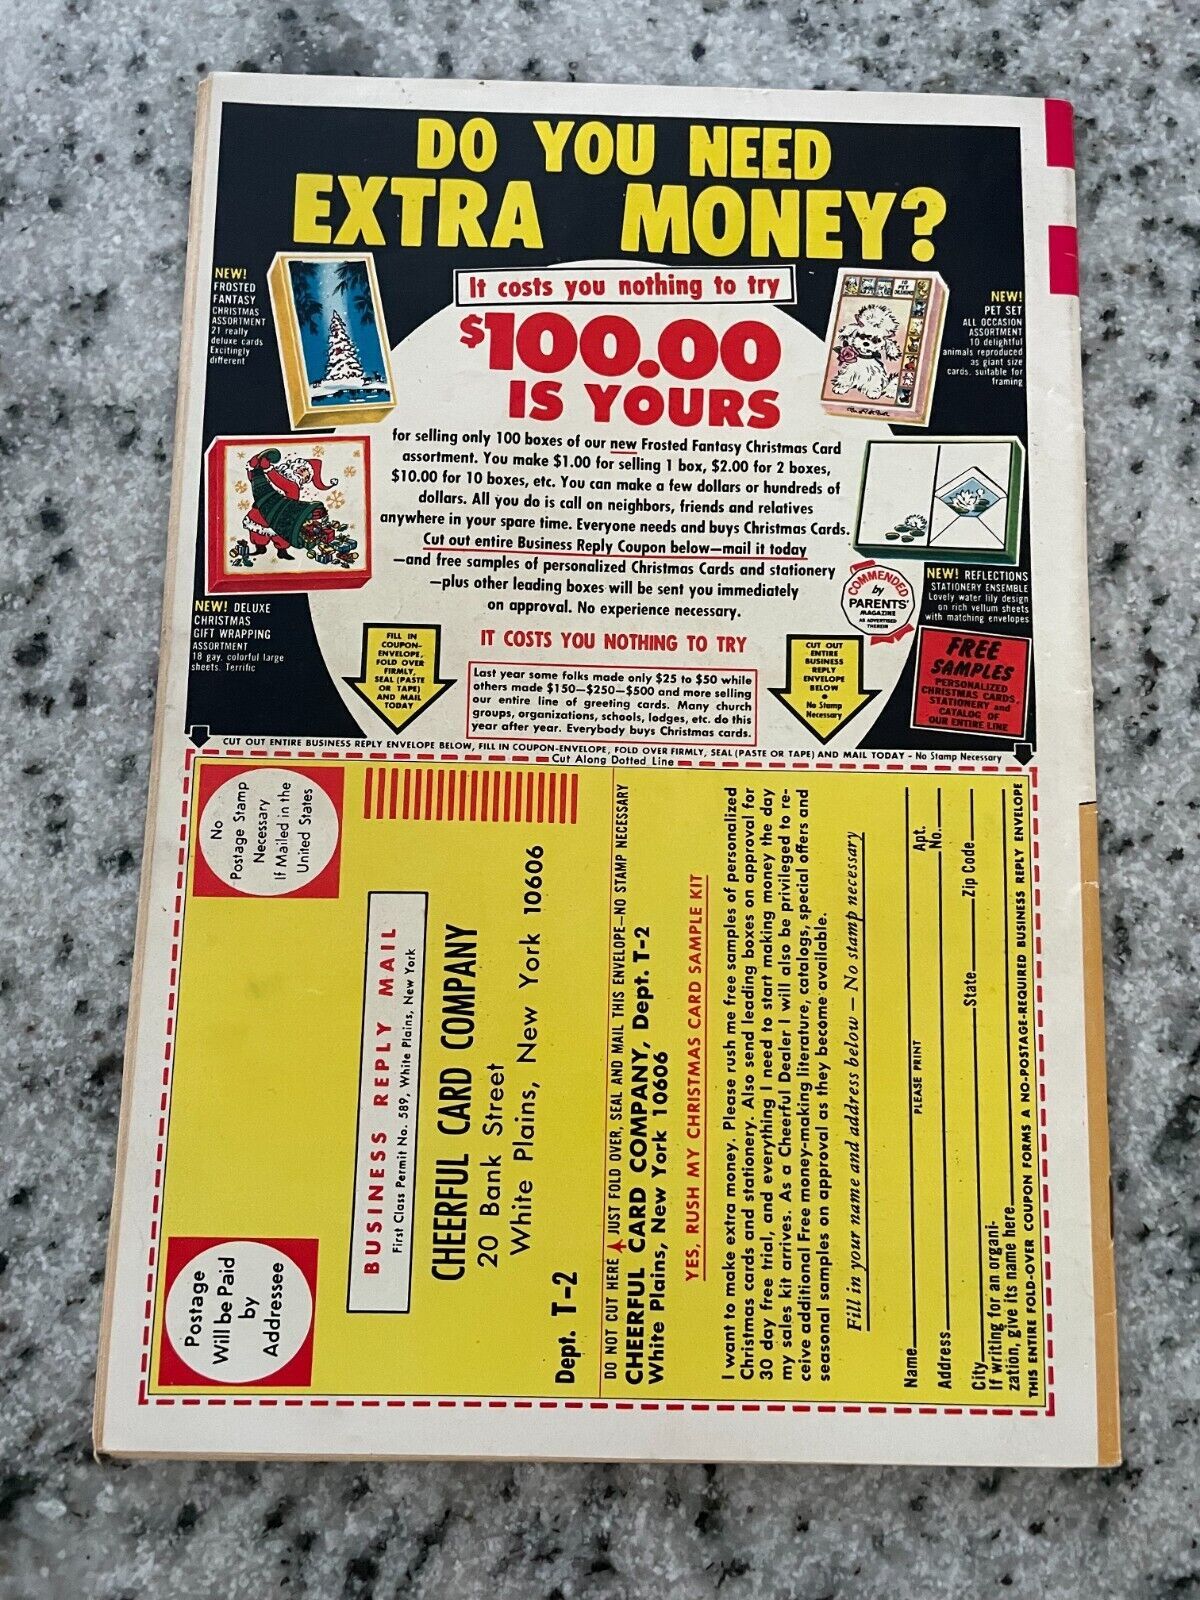 DO YOU NEED
EXTRA MONEY?
It costs you nothing to try
$100.00
IS YOURS
NEW!
FROSTED
FANTASY
CHRISTMAS
ASSORTMENT
21 really
deluxe cards
Excitingly
different
10 PET
DESIGNS
NEW!
PET SET
ALL OCCASION
ASSORTMENT
10 delightful
animals reproduced
as giant size
cards, suitable for
framing
for selling only 100 boxes of our new Frosted Fantasy Christmas Card
assortment. You make $1.00 for selling 1 box, $2.00 for 2 boxes,
$10.00 for 10 boxes, etc. You can make a few dollars or hundreds of
dollars. All you do is call on neighbors, friends and relatives
anywhere in your spare time. Everyone needs and buys Christmas Cards.
Cut out entire Business Reply Coupon below—mail it today
—and free samples of personalized Christmas Cards and stationery
—plus other leading boxes will be sent you immediately
on approval. No experience necessary.
IT COSTS YOU NOTHING TO TRY
NEW! DELUXE
CHRISTMAS
GIFT WRAPPING
ASSORTMENT
18 gay, colorful large
sheets. Terrific
COMMENDED
by
PARENTS'
MAGAZINE
AS ADVERTISED
THEREIN
NEW! REFLECTIONS
STATIONERY ENSEMBLE
Lovely water lily design
on rich vellum sheets
with matching envelopes
FILL IN
COUPON-
ENVELOPE,
FOLD OVER
FIRMLY,
SEAL (PASTE
OR TAPE)
AND MAIL
TODAY
Last year some folks made only $25 to $50 while
others made $150—$250—$500 and more selling
our entire line of greeting cards. Many church
groups, organizations, schools, lodges, etc. do this
year after year. Everybody buys Christmas cards.
CUT OUT
ENTIRE
BUSINESS
REPLY
ENVELOPE
BELOW
•
No Stamp
Necessary
FREE
SAMPLES
PERSONALIZED
CHRISTMAS CARDS,
STATIONERY and
CATALOG OF
OUR ENTIRE LINE
CUT OUT ENTIRE BUSINESS REPLY ENVELOPE BELOW, FILL IN COUPON-ENVELOPE, FOLD OVER FIRMLY, SEAL (PASTE OR TAPE) AND MAIL TODAY - No Stamp Necessary
Cut Along Dotted Line
No
Postage Stamp
Necessary
If Mailed in the
United States
Postage
Will be Paid
by
Addressee
BUSINESS REPLY MAIL
First Class Permit No. 589, White Plains, New York
CHEERFUL CARD COMPANY
20 Bank Street
White Plains, New York 10606
Dept. T-2
DO NOT CUT HERE JUST FOLD OVER, SEAL AND MAIL THIS ENVELOPE—NO STAMP NECESSARY
CHEERFUL CARD COMPANY, Dept. T-2
White Plains, New York 10606
YES, RUSH MY CHRISTMAS CARD SAMPLE KIT
I want to make extra money. Please rush me free samples of personalized
Christmas cards and stationery. Also send leading boxes on approval for
30 day free trial, and everything I need to start making money the day
my sales kit arrives. As a Cheerful Dealer I will also be privileged to re-
ceive additional Free money-making literature, catalogs, special offers and
seasonal samples on approval as they become available.
Fill in your name and address below — No stamp necessary
Name
PLEASE PRINT
Address Apt. No.
City State Zip Code
If writing for an organi-
zation, give its name here
THIS ENTIRE FOLD-OVER COUPON FORMS A NO-POSTAGE-REQUIRED BUSINESS REPLY ENVELOPE